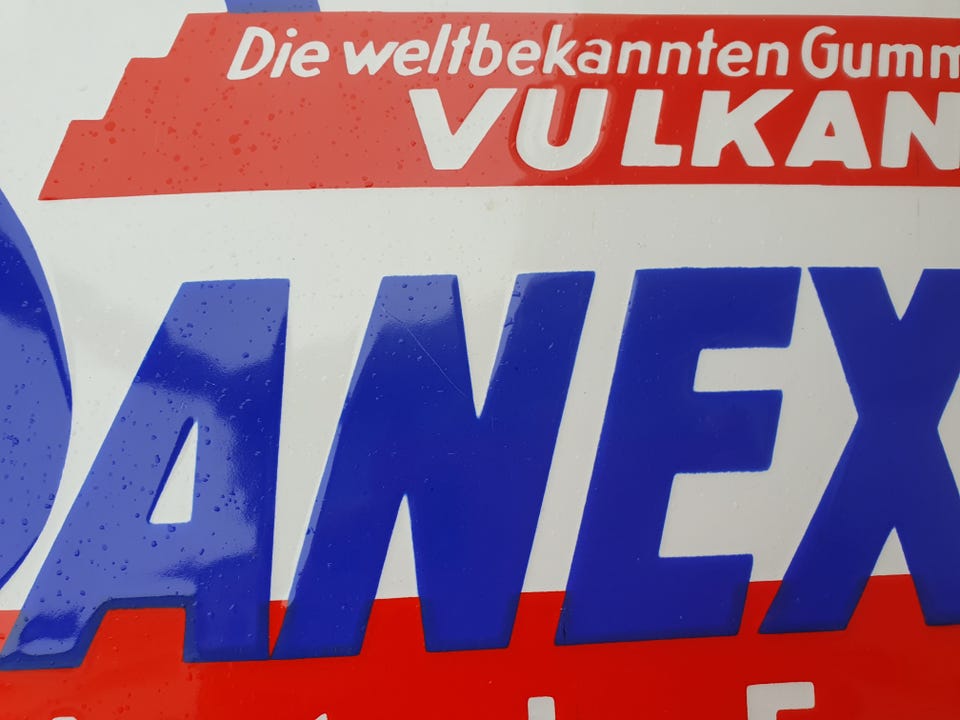 Die weltbekannten Gumm
VULKAN
ANEX